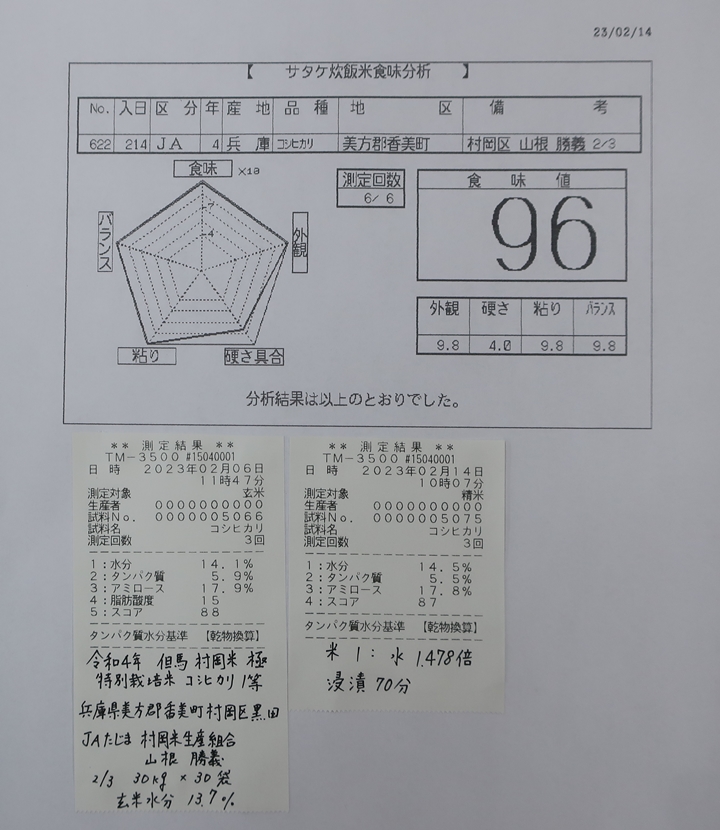 23/02/14
【 サタケ炊飯米食味分析 】
No. 入日 区分 年 産地 品種 地区 備考
622 214 JA 4 兵庫 コシヒカリ 美方郡香美町 村岡区 山根 勝義 2/3
食味 ×10
7
4
バランス
外観
粘り
硬さ具合
測定回数
6/ 6
食味値
96
外観 硬さ 粘り バランス
9.8 4.0 9.8 9.8
分析結果は以上のとおりでした。
** 測定結果 **
TM-3500 #15040001
日時 2023年02月06日
11時47分
測定対象 玄米
生産者 0000000000
試料No. 0000005066
試料名 コシヒカリ
測定回数 3回
1:水分 14.1%
2:タンパク質 5.9%
3:アミロース 17.9%
4:脂肪酸度 15
5:スコア 88
タンパク質水分基準 【乾物換算】
令和4年 但馬 村岡米 極
特別栽培米 コシヒカリ 1等
兵庫県美方郡香美町村岡区黒田
JAたじま 村岡米生産組合
山根 勝義
2/3 30kg × 30袋
玄米水分 13.7%
** 測定結果 **
TM-3500 #15040001
日時 2023年02月14日
10時07分
測定対象 精米
生産者 0000000000
試料No. 0000005075
試料名 コシヒカリ
測定回数 3回
1:水分 14.5%
2:タンパク質 5.5%
3:アミロース 17.8%
4:スコア 87
タンパク質水分基準 【乾物換算】
米 1: 水 1.478倍
浸漬 70分